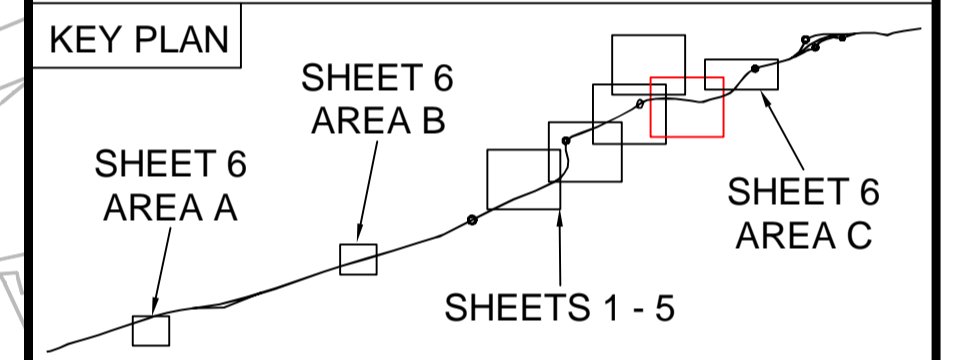 KEY PLAN
SHEET 6
AREA B
SHEET 6
AREA A
SHEET 6
AREA C
SHEETS 1 - 5